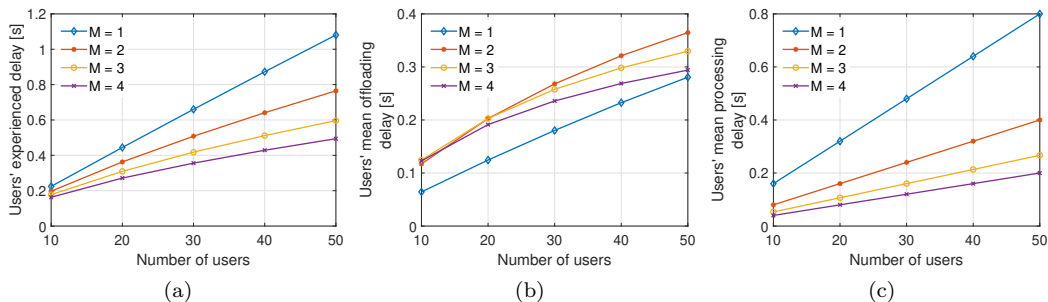 Users' experienced delay [s]
1.2
1
0.8
0.6
0.4
0.2
0
M = 1
M = 2
M = 3
M = 4
10
20
30
40
50
Number of users
(a)
Users' mean offloading
delay [s]
0.4
0.3
0.2
0.1
0
M = 1
M = 2
M = 3
M = 4
10
20
30
40
50
Number of users
(b)
Users' mean processing
delay [s]
0.8
0.6
0.4
0.2
0
M = 1
M = 2
M = 3
M = 4
10
20
30
40
50
Number of users
(c)